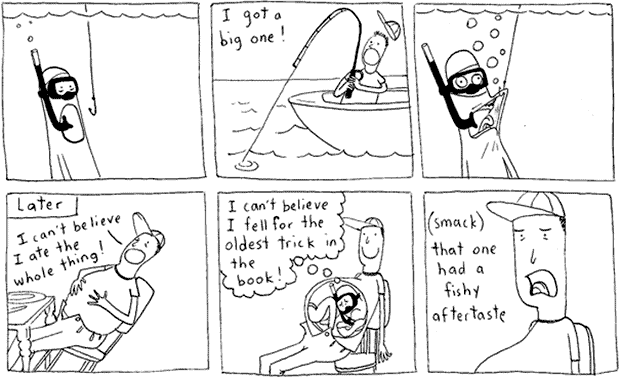 I got a
big one!
Later
I can't believe
I ate the
whole thing!
I can't believe
I fell for the
oldest trick in
the
book!
(smack)
that one
had a
fishy
aftertaste